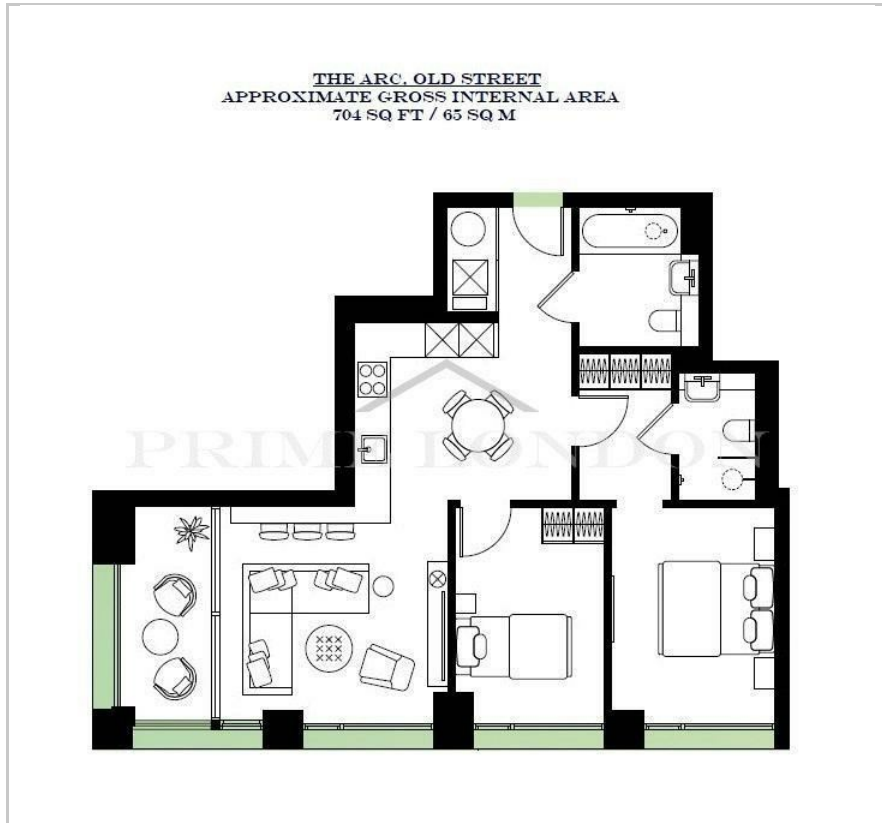 THE ARC, OLD STREET
APPROXIMATE GROSS INTERNAL AREA
704 SQ FT / 65 SQ M
PRIME LONDON